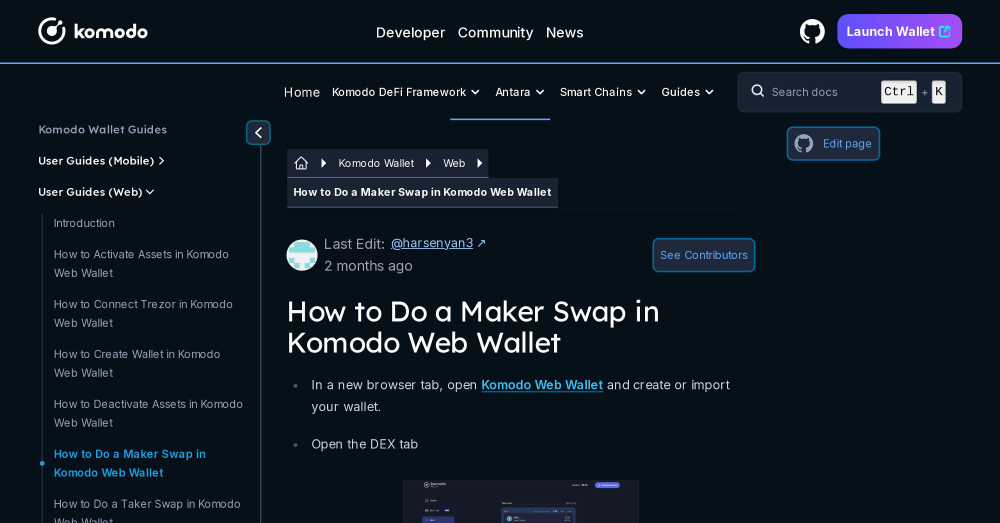 komodo
Developer Community News
Launch Wallet
Home Komodo DeFi Framework Antara Smart Chains Guides
Search docs Ctrl + K
Komodo Wallet Guides
User Guides (Mobile)
User Guides (Web)
Introduction
How to Activate Assets in Komodo
Web Wallet
How to Connect Trezor in Komodo
Web Wallet
How to Create Wallet in Komodo
Web Wallet
How to Deactivate Assets in Komodo
Web Wallet
How to Do a Maker Swap in
Komodo Web Wallet
How to Do a Taker Swap in Komodo
Web Wallet
Edit page
Komodo Wallet Web
How to Do a Maker Swap in Komodo Web Wallet
Last Edit: @harsenyan3 ↗
2 months ago
See Contributors
How to Do a Maker Swap in
Komodo Web Wallet
• In a new browser tab, open Komodo Web Wallet and create or import
your wallet.
• Open the DEX tab
komodo